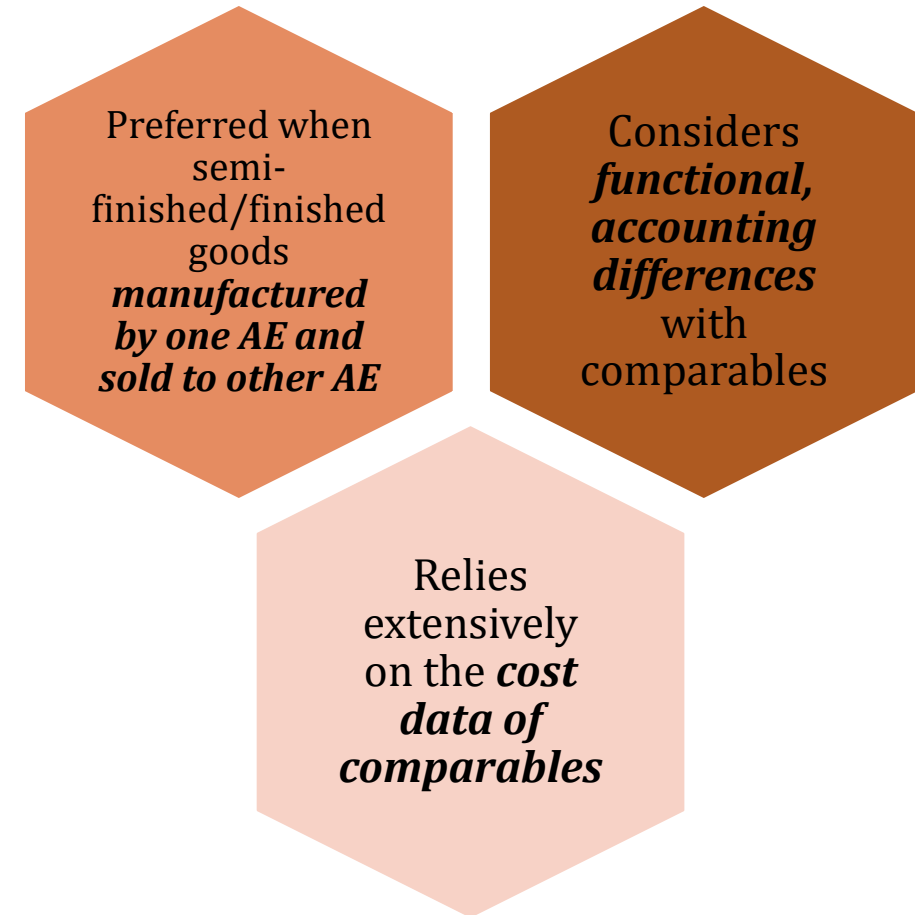 Preferred when
semi-
finished/finished
goods
manufactured
by one AE and
sold to other AE
Considers
functional,
accounting
differences
with
comparables
Relies
extensively
on the cost
data of
comparables